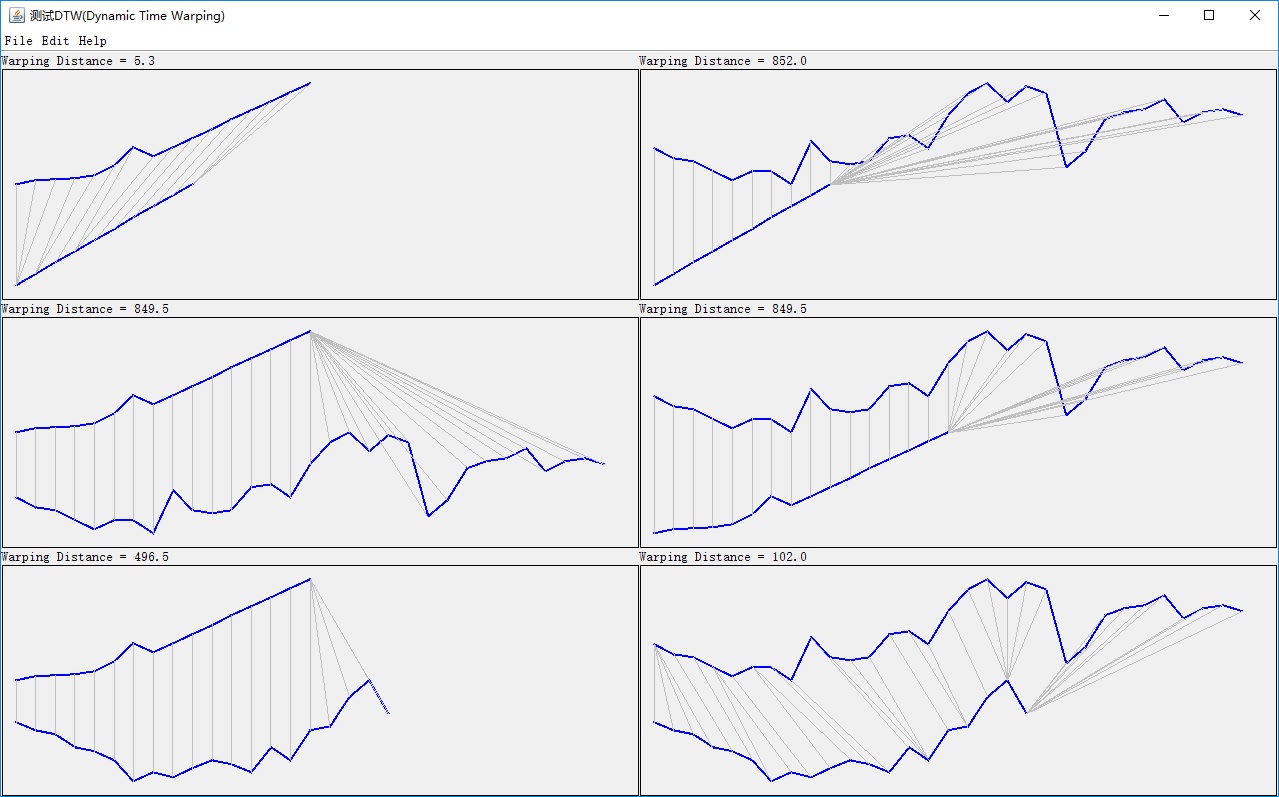 测试DTW(Dynamic Time Warping)
File Edit Help
Warping Distance = 5.3
Warping Distance = 852.0
Warping Distance = 849.5
Warping Distance = 849.5
Warping Distance = 496.5
Warping Distance = 102.0